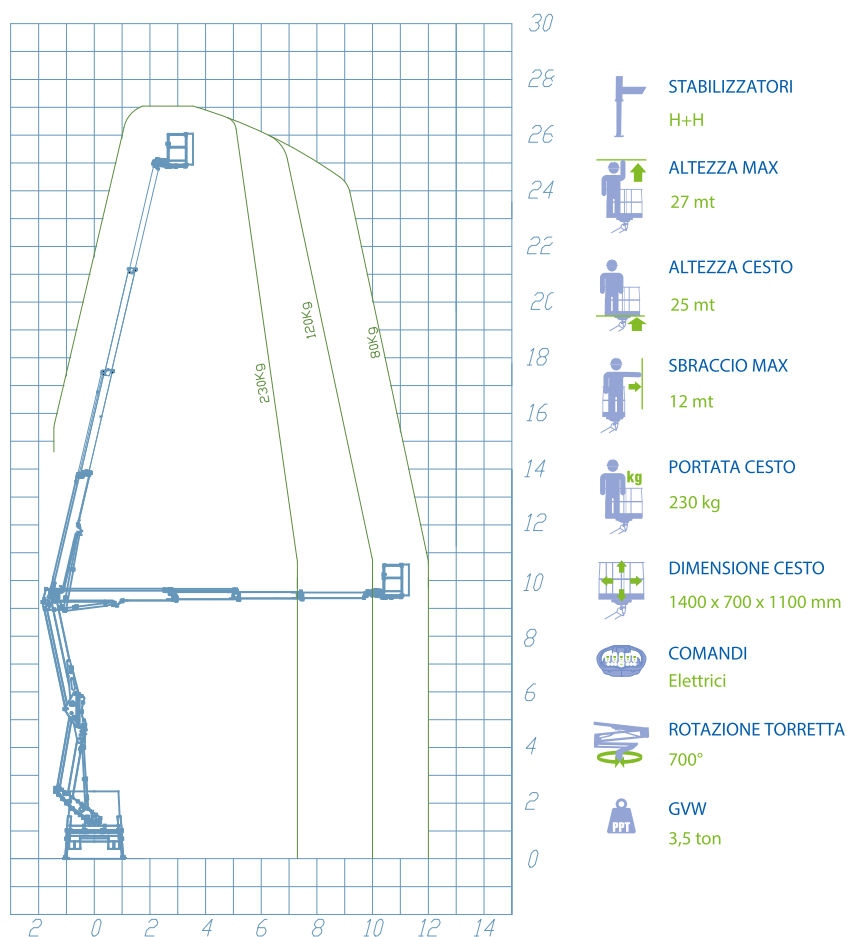 30
28
26
24
22
20
18
16
14
12
10
8
6
4
2
0
2
0
2
4
6
8
10
12
14
230Kg
120Kg
80Kg
STABILIZZATORI
H+H
ALTEZZA MAX
27 mt
ALTEZZA CESTO
25 mt
SBRACCIO MAX
12 mt
kg
PORTATA CESTO
230 kg
DIMENSIONE CESTO
1400 x 700 x 1100 mm
COMANDI
Elettrici
ROTAZIONE TORRETTA
700°
PPT
GVW
3,5 ton